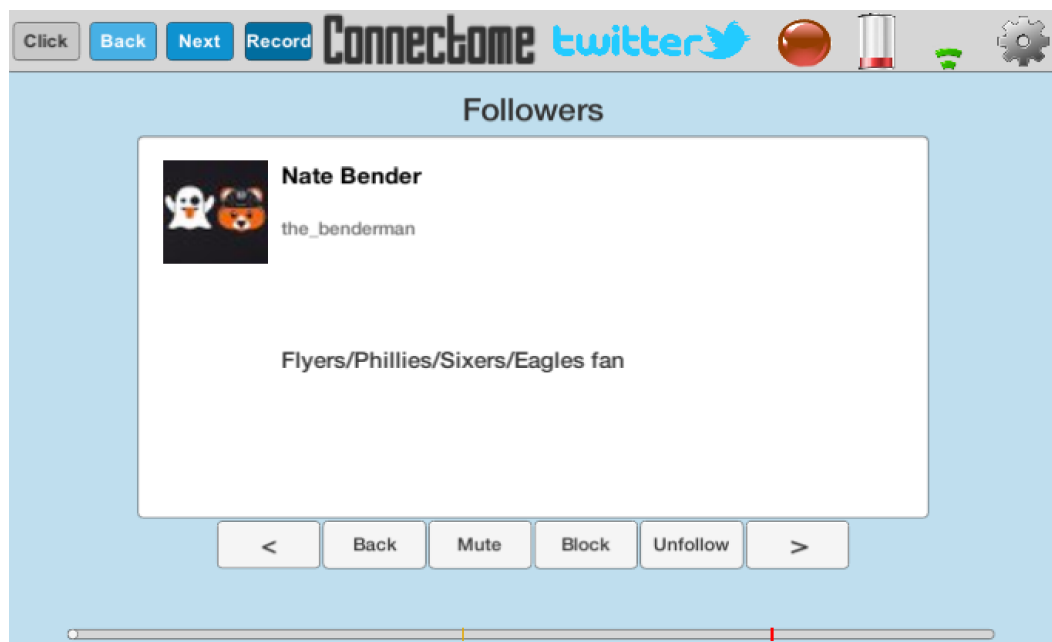 Click Back Next Record Connectome twitter
Followers
Nate Bender
the_benderman
Flyers/Phillies/Sixers/Eagles fan
< Back Mute Block Unfollow >